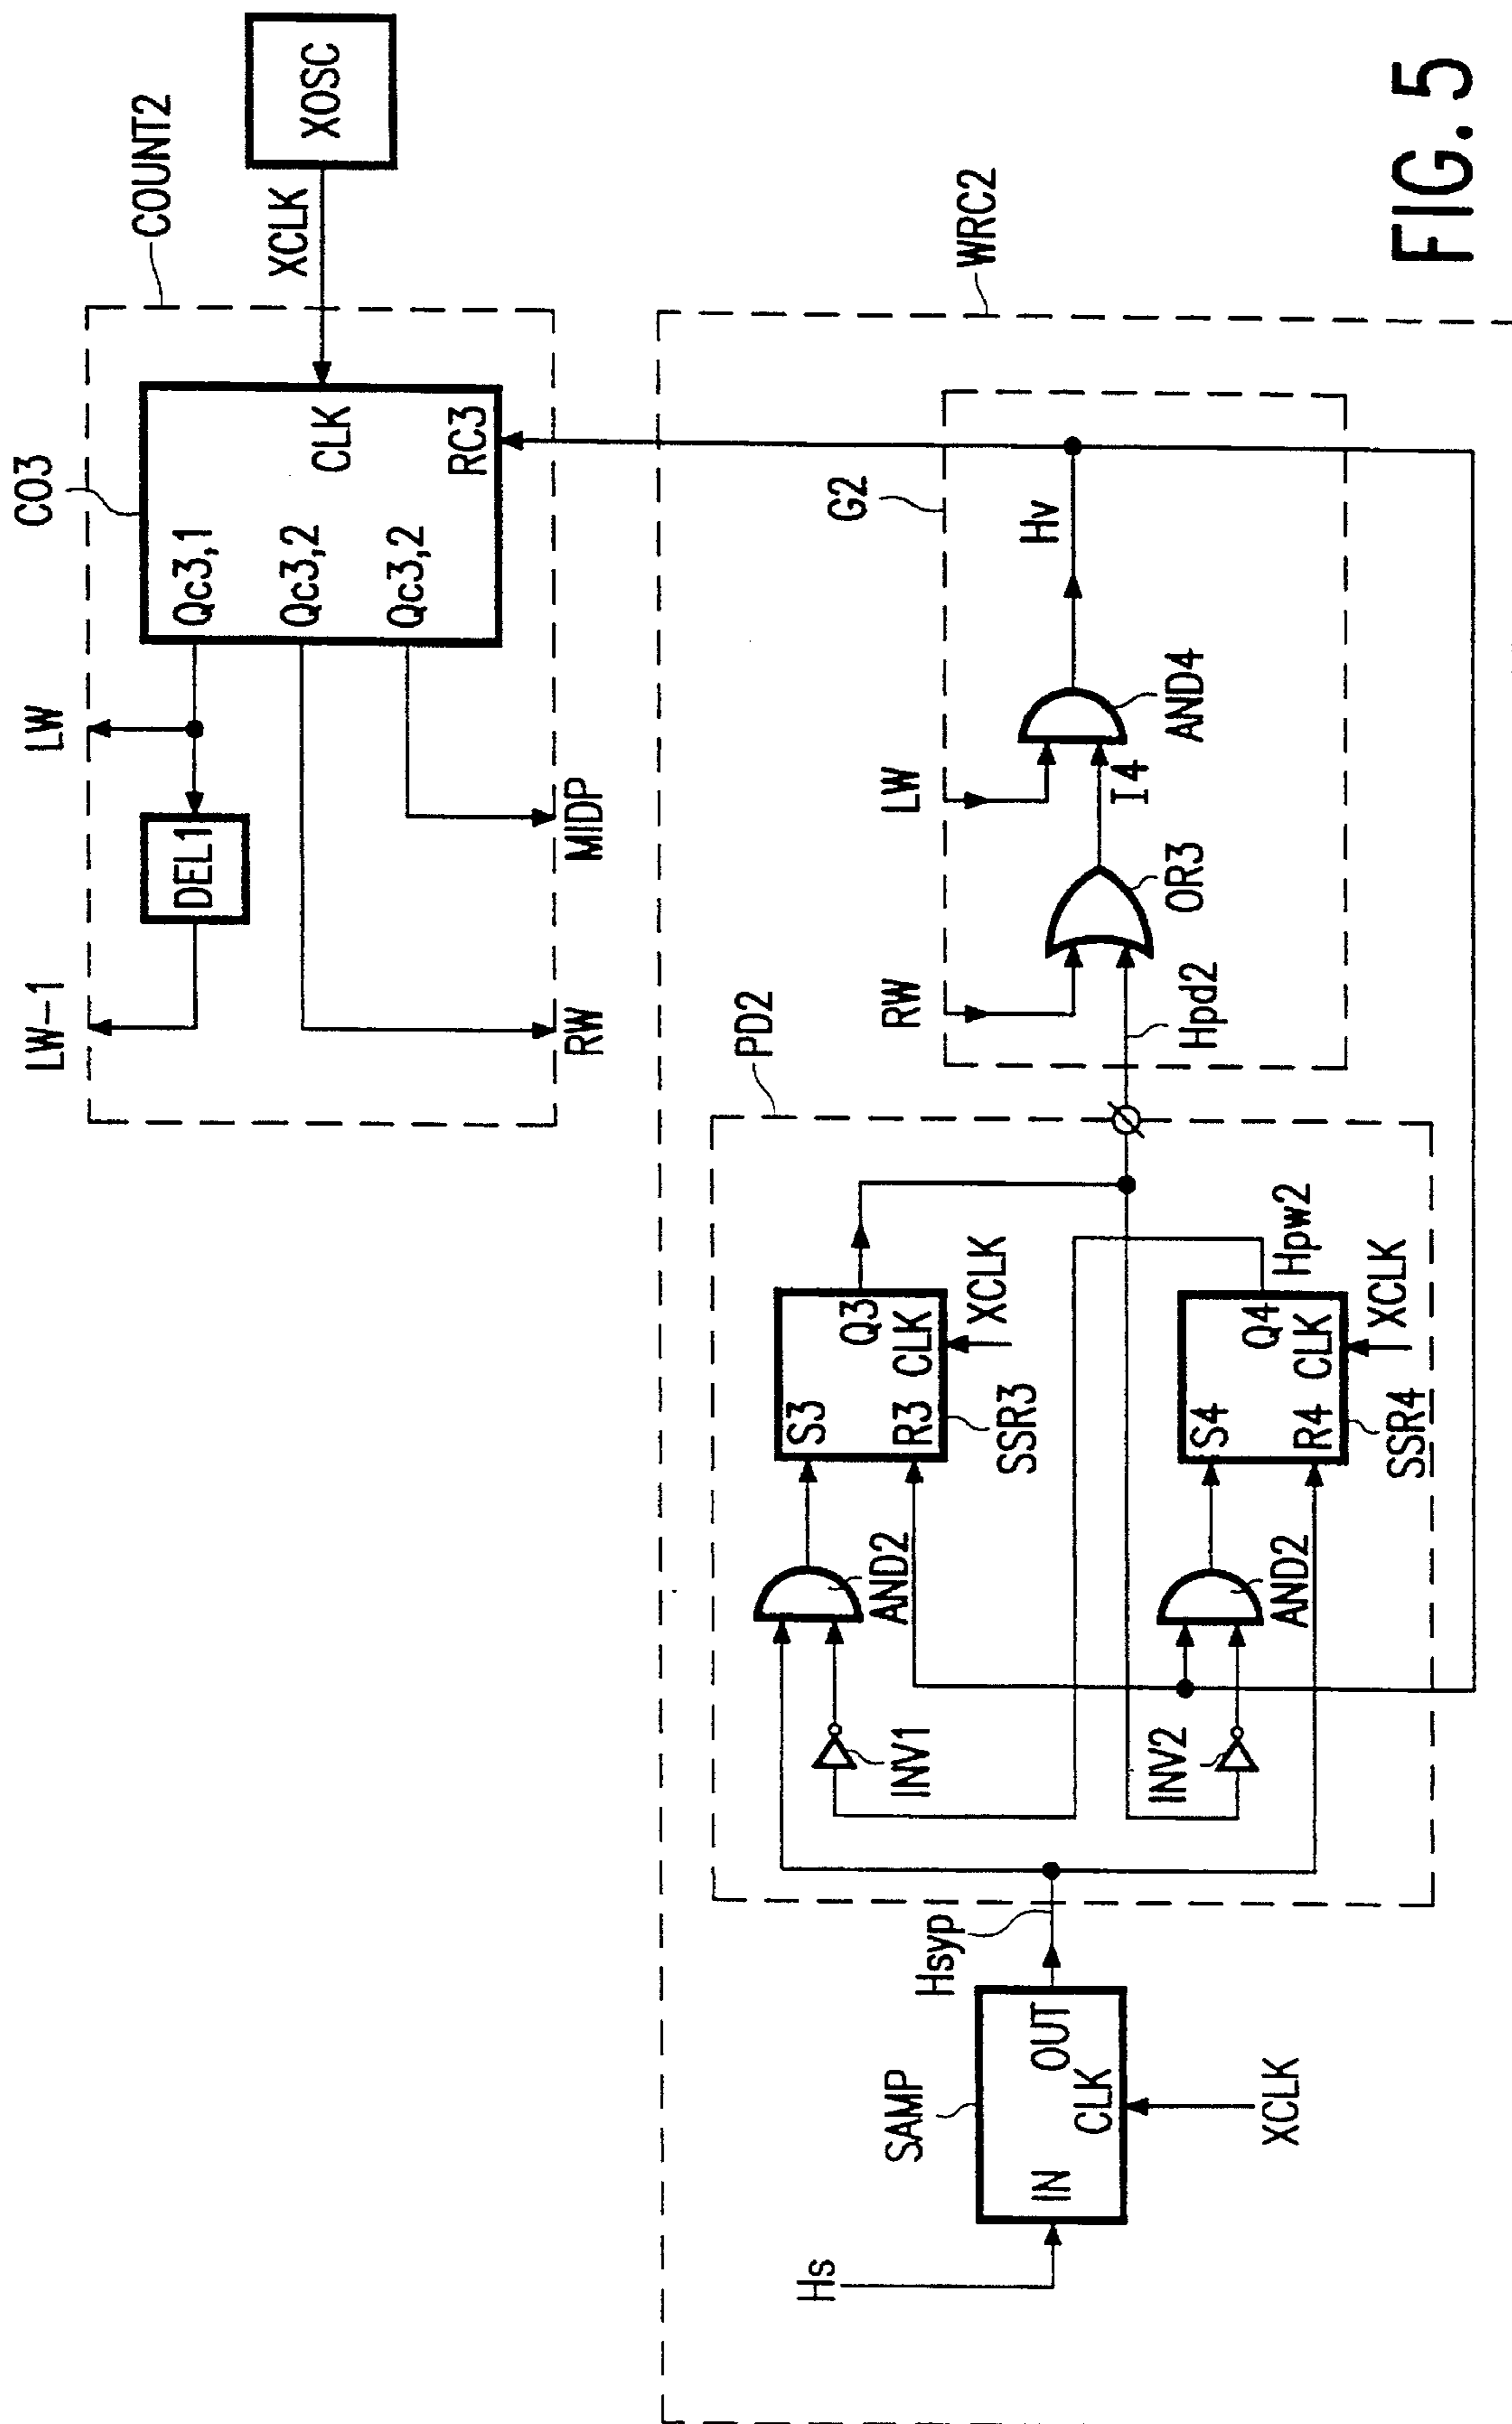 C03
COUNT2
LW-1
LW
DEL1
Qc3,1
Qc3,2
Qc3,2
CLK
RC3
XCLK
XOSC
RW
MIDP
WRC2
PD2
G2
Hs
SAMP
IN
OUT
CLK
XCLK
Hsyp
INV1
AND2
S3
R3
Q3
CLK
SSR3
XCLK
INV2
AND2
S4
R4
Q4
CLK
SSR4
XCLK
Hpw2
RW
Hpd2
OR3
LW
I4
AND4
Hv
FIG. 5